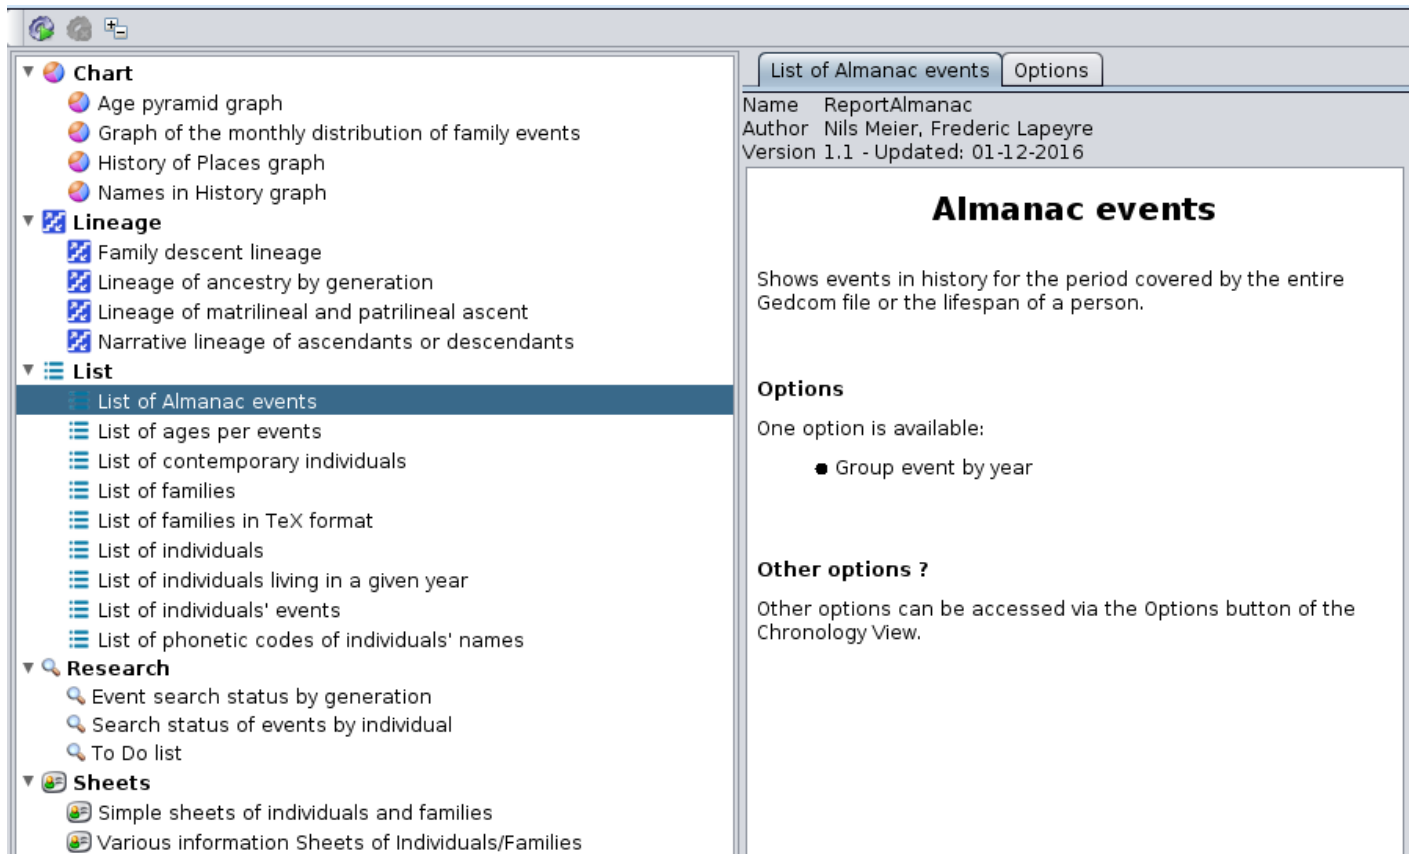 Chart
Age pyramid graph
Graph of the monthly distribution of family events
History of Places graph
Names in History graph
Lineage
Family descent lineage
Lineage of ancestry by generation
Lineage of matrilineal and patrilineal ascent
Narrative lineage of ascendants or descendants
List
List of Almanac events
List of ages per events
List of contemporary individuals
List of families
List of families in TeX format
List of individuals
List of individuals living in a given year
List of individuals' events
List of phonetic codes of individuals' names
Research
Event search status by generation
Search status of events by individual
To Do list
Sheets
Simple sheets of individuals and families
Various information Sheets of Individuals/Families
List of Almanac events Options
Name ReportAlmanac
Author Nils Meier, Frederic Lapeyre
Version 1.1 - Updated: 01-12-2016
Almanac events
Shows events in history for the period covered by the entire
Gedcom file or the lifespan of a person.
Options
One option is available:
● Group event by year
Other options ?
Other options can be accessed via the Options button of the
Chronology View.